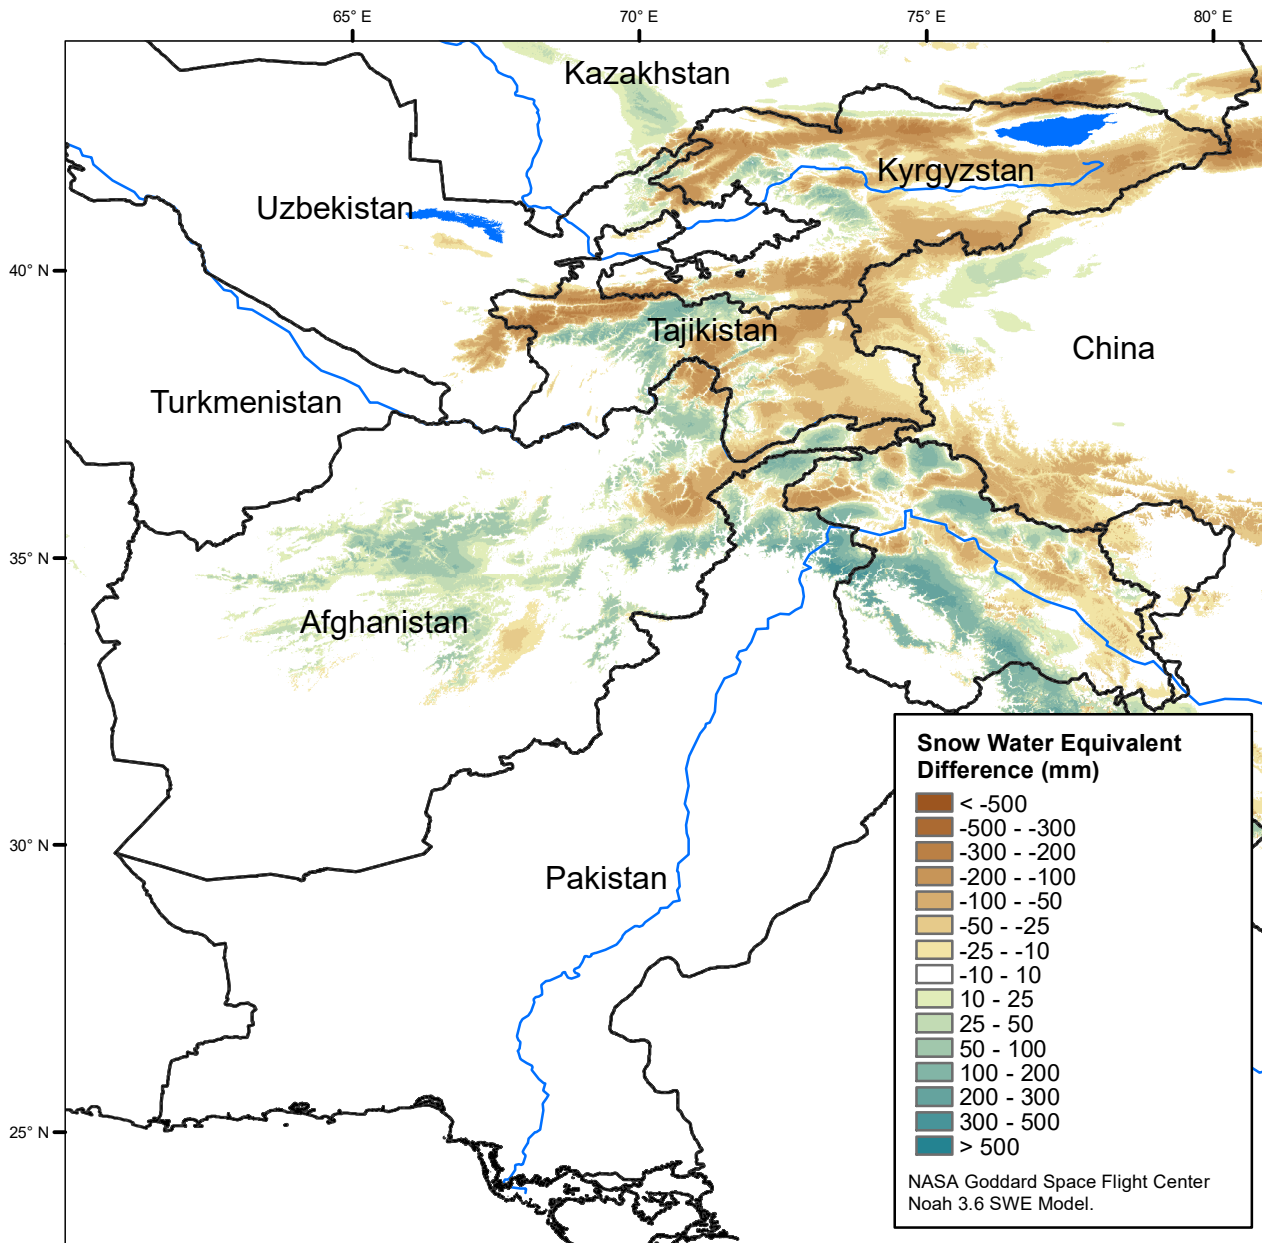 65° E
70° E
75° E
80° E
Kazakhstan
Kyrgyzstan
Uzbekistan
40° N
Tajikistan
China
Turkmenistan
35° N
Afghanistan
Snow Water Equivalent
Difference (mm)
< -500
-500 - -300
-300 - -200
-200 - -100
-100 - -50
-50 - -25
-25 - -10
-10 - 10
10 - 25
25 - 50
50 - 100
100 - 200
200 - 300
300 - 500
> 500
30° N
Pakistan
25° N
NASA Goddard Space Flight Center
Noah 3.6 SWE Model.